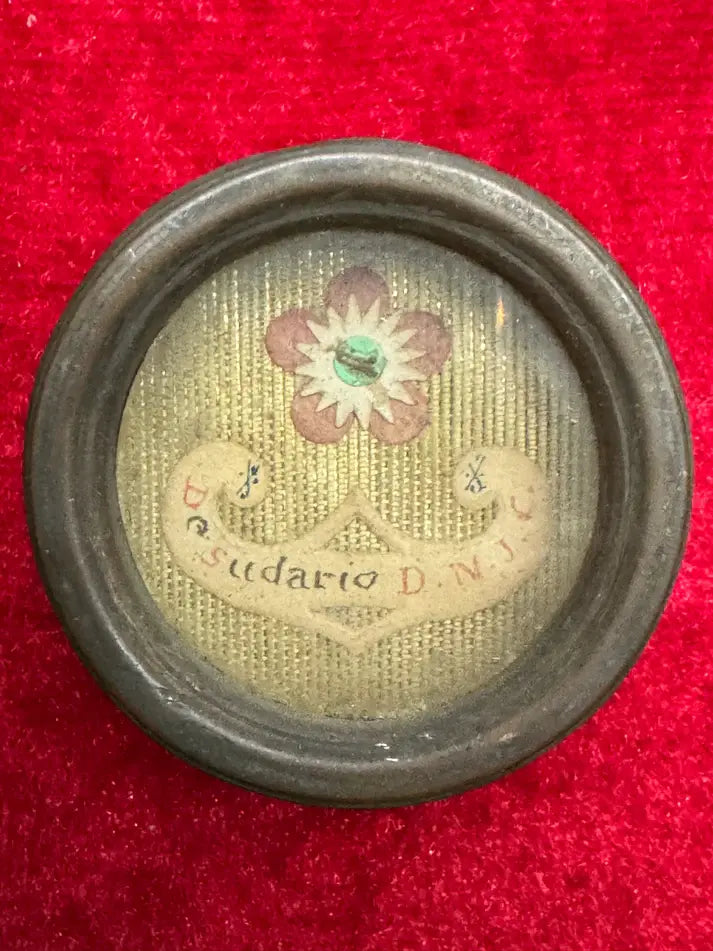 De Sudario D. N. J. C.